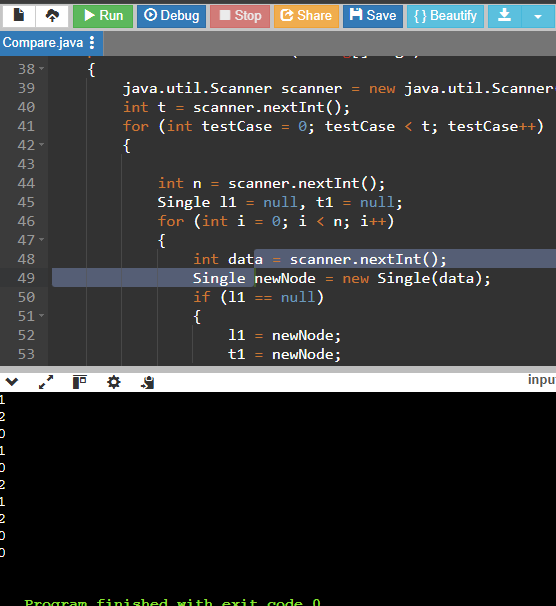 Run Debug Stop Share Save { } Beautify
Compare.java
38 {
39 java.util.Scanner scanner = new java.util.Scanner
40 int t = scanner.nextInt();
41 for (int testCase = 0; testCase < t; testCase++)
42 {
43
44 int n = scanner.nextInt();
45 Single l1 = null, t1 = null;
46 for (int i = 0; i < n; i++)
47 {
48 int data = scanner.nextInt();
49 Single newNode = new Single(data);
50 if (l1 == null)
51 {
52 l1 = newNode;
53 t1 = newNode;
inpu
1
2
0
1
0
2
1
2
0
0
Program finished with exit code 0